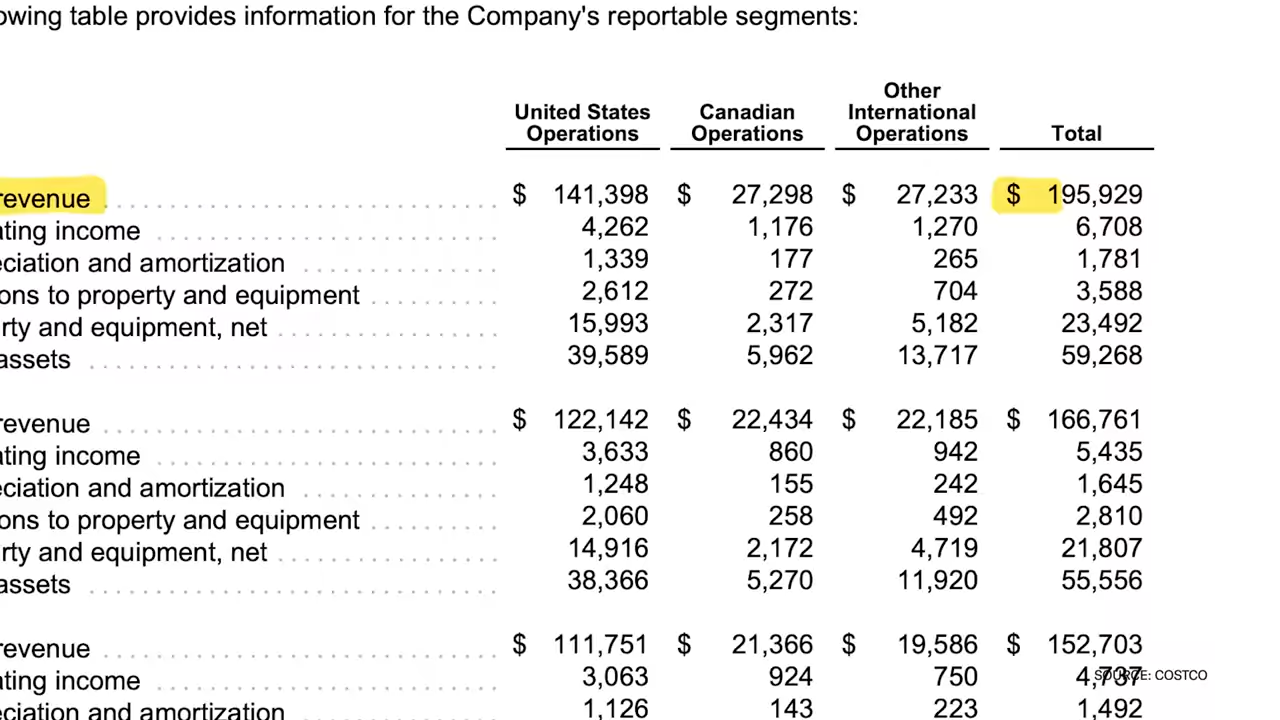 owing table provides information for the Company's reportable segments:
United States Operations Canadian Operations Other International Operations Total
revenue $ 141,398 $ 27,298 $ 27,233 $ 195,929
ating income 4,262 1,176 1,270 6,708
eciation and amortization 1,339 177 265 1,781
ons to property and equipment 2,612 272 704 3,588
rty and equipment, net 15,993 2,317 5,182 23,492
assets 39,589 5,962 13,717 59,268
revenue $ 122,142 $ 22,434 $ 22,185 $ 166,761
ating income 3,633 860 942 5,435
eciation and amortization 1,248 155 242 1,645
ons to property and equipment 2,060 258 492 2,810
rty and equipment, net 14,916 2,172 4,719 21,807
assets 38,366 5,270 11,920 55,556
revenue $ 111,751 $ 21,366 $ 19,586 $ 152,703
ating income 3,063 924 750 4,737
SOURCE: COSTCO
eciation and amortization 1,126 143 223 1,492